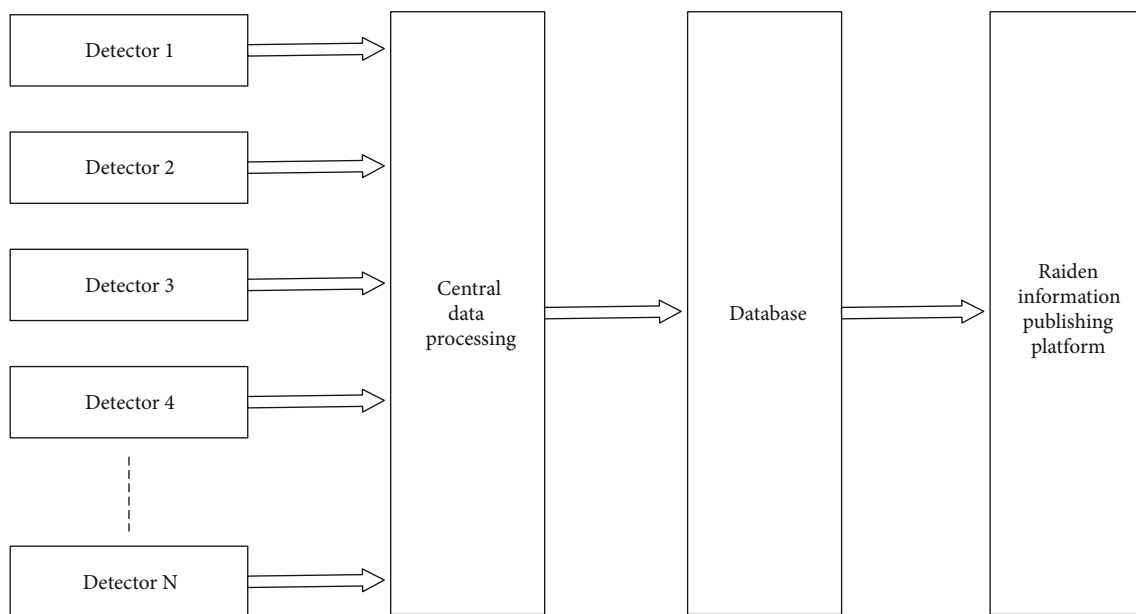 Detector 1
Detector 2
Detector 3
Detector 4
Detector N
Central
data
processing
Database
Raiden
information
publishing
platform